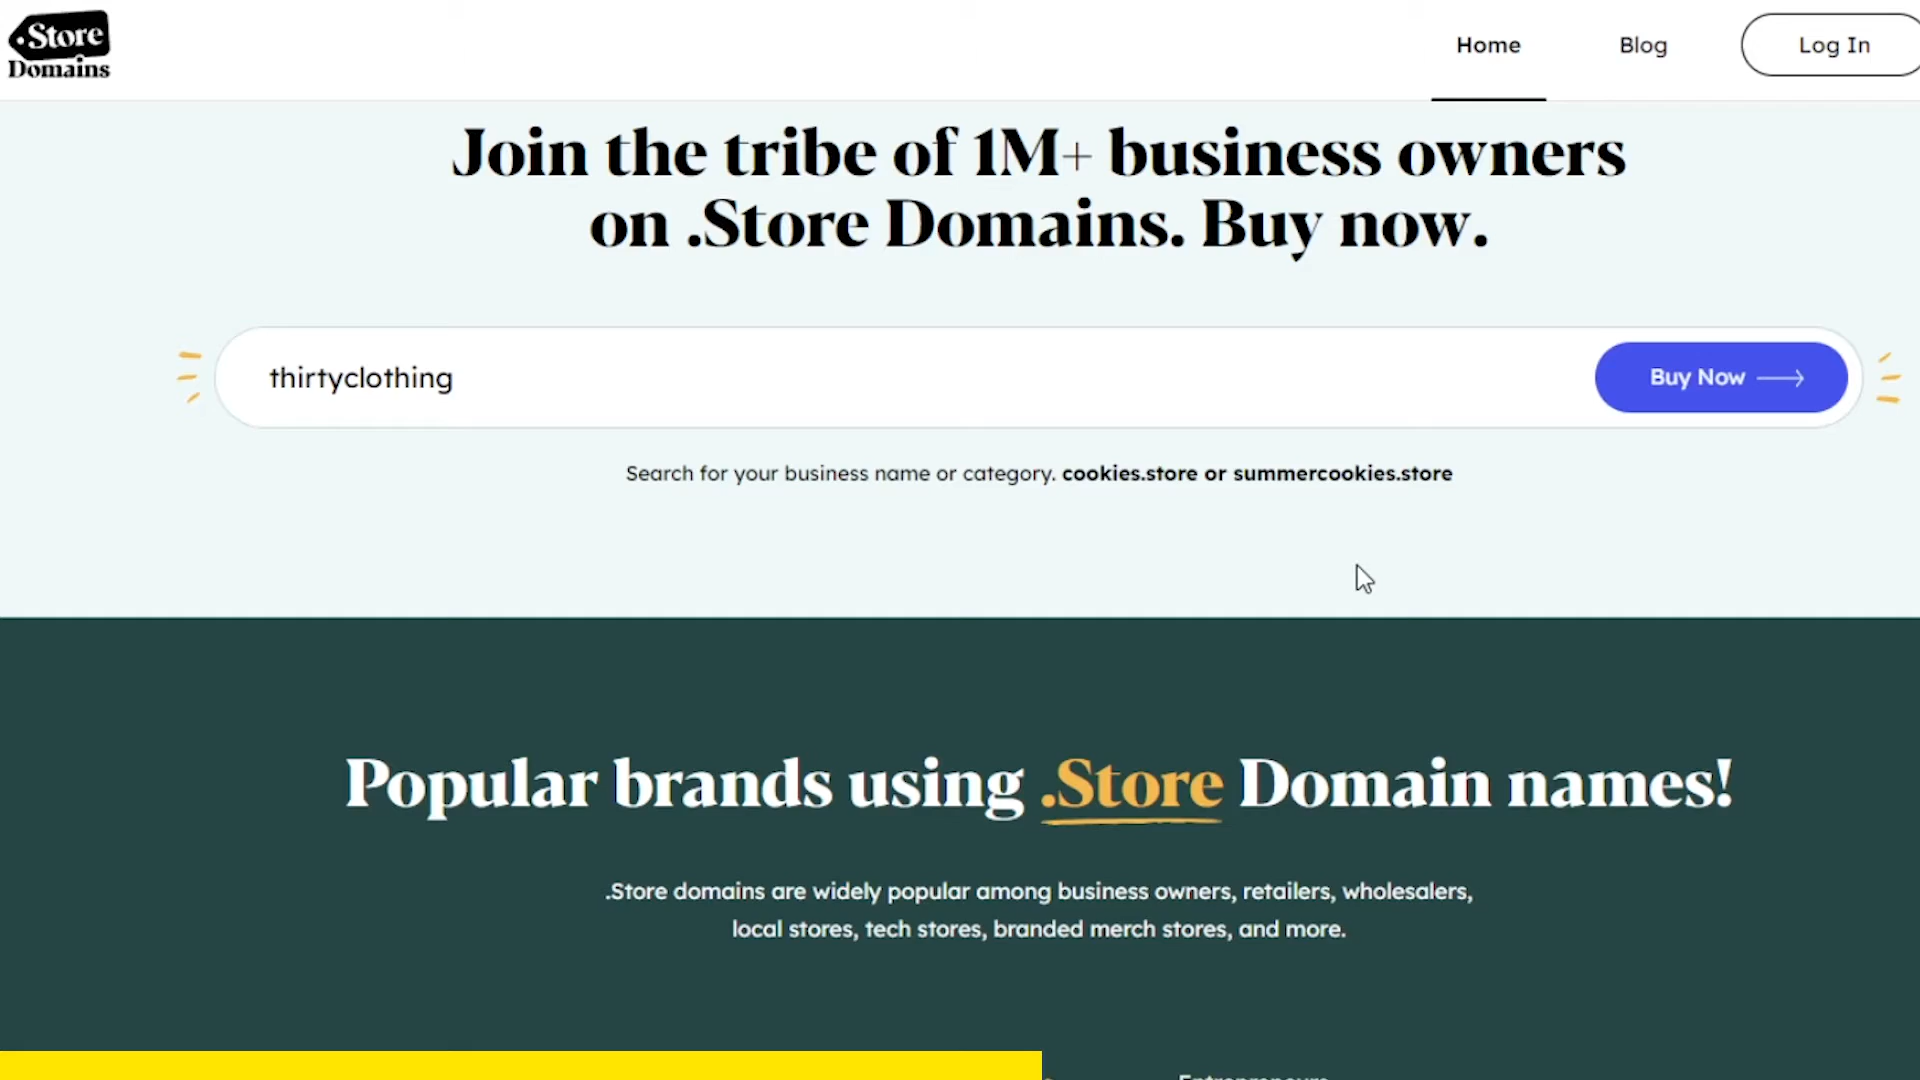 .Store
Domains
Home
Blog
Log In
Join the tribe of 1M+ business owners
on .Store Domains. Buy now.
thirtyclothing
Buy Now
Search for your business name or category. cookies.store or summercookies.store
Popular brands using .Store Domain names!
.Store domains are widely popular among business owners, retailers, wholesalers,
local stores, tech stores, branded merch stores, and more.